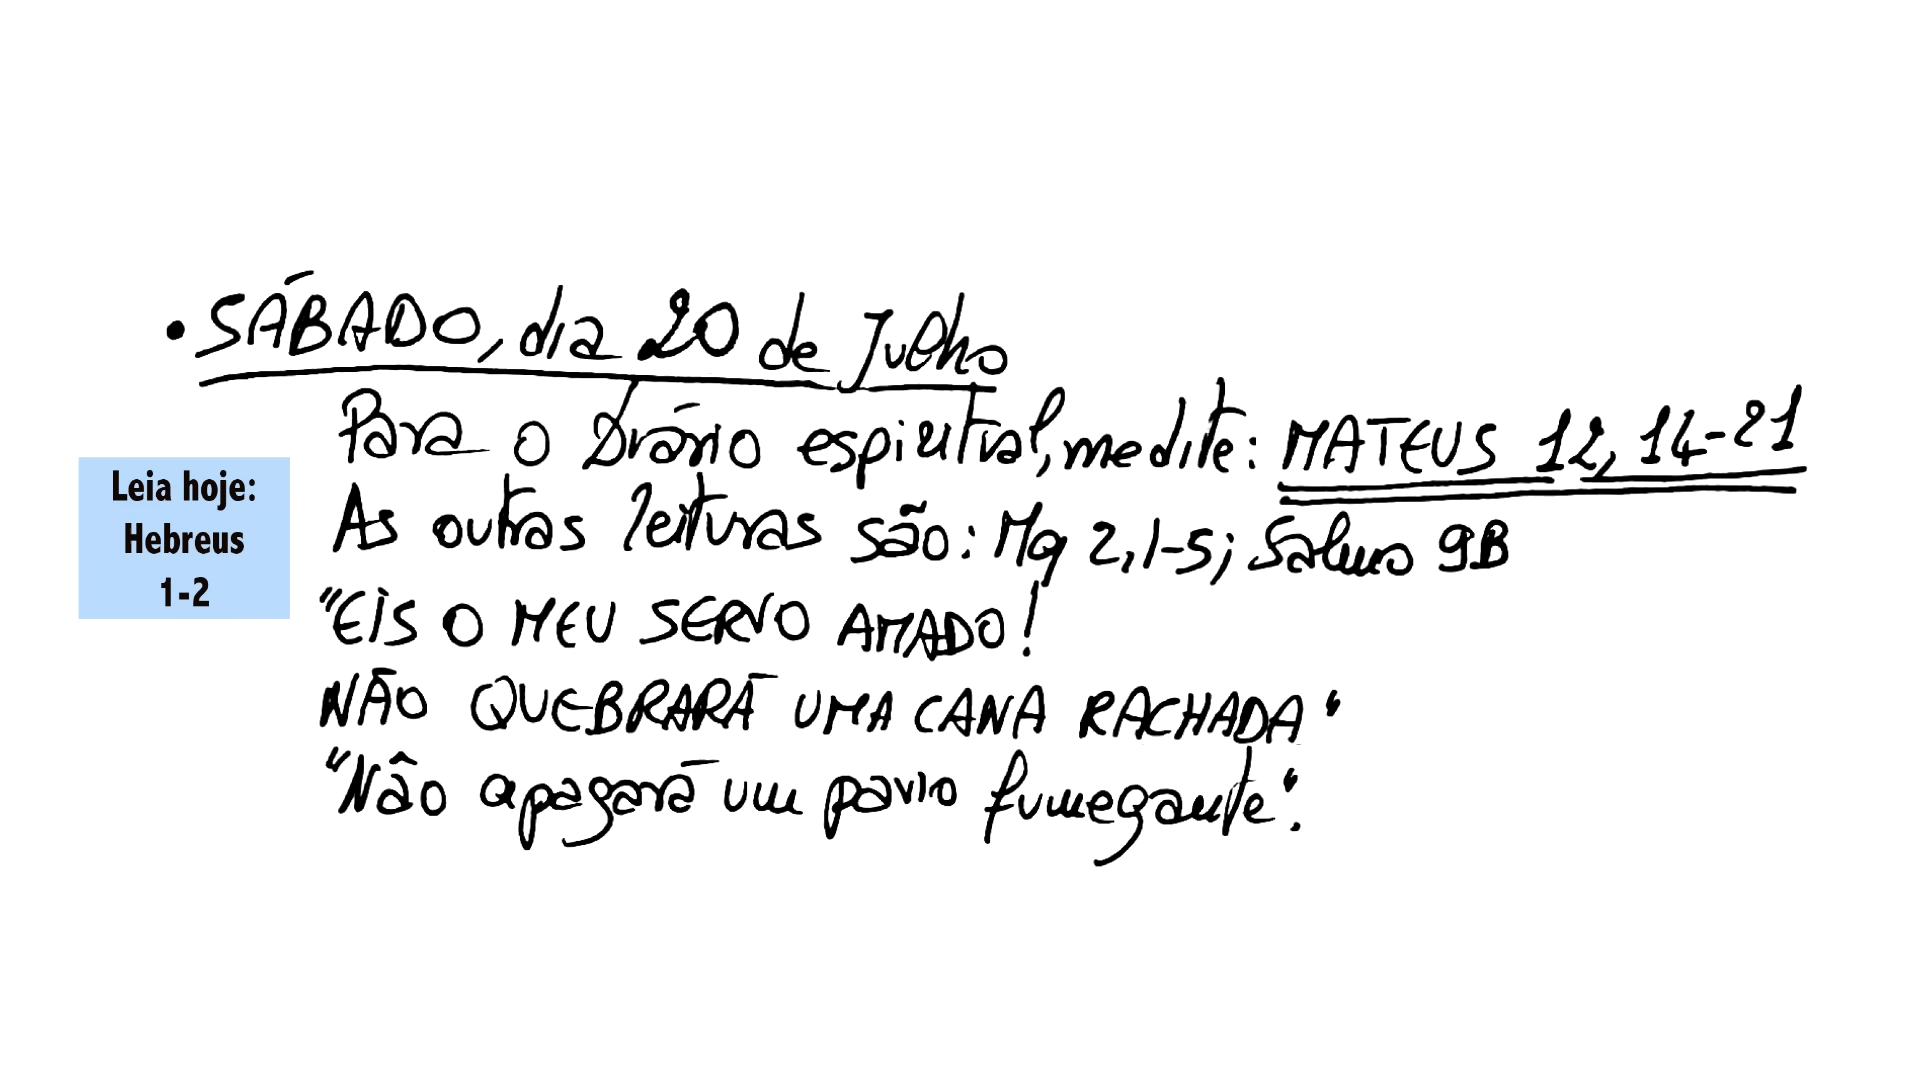 • SÁBADO, dia 20 de Julho
Para o Diário espiritual, medite: MATEUS 12, 14-21
As outras leituras são: Mq 2,1-5; Salmo 9B
"EIS O MEU SERVO AMADO!
NÃO QUEBRARÁ UMA CANA RACHADA"
"Não apagará um pavio fumegante".
Leia hoje:
Hebreus
1-2